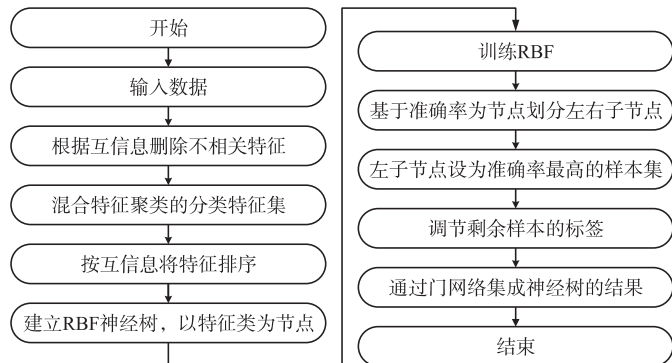 开始
输入数据
根据互信息删除不相关特征
混合特征聚类的分类特征集
按互信息将特征排序
建立RBF神经树，以特征类为节点
训练RBF
基于准确率为节点划分左右子节点
左子节点设为准确率最高的样本集
调节剩余样本的标签
通过门网络集成神经树的结果
结束